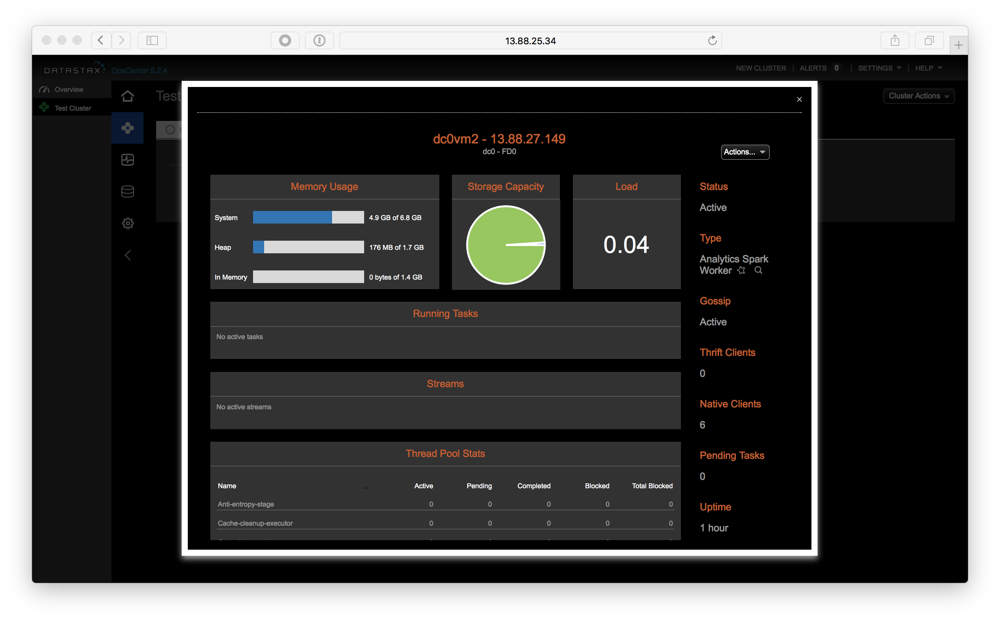 13.88.25.34
DATASTAX OpsCenter 5.2.4
NEW CLUSTER | ALERTS 0 | SETTINGS | HELP
Overview
Test Cluster
Test
Cluster Actions
dc0vm2 - 13.88.27.149
dc0 - FD0
Actions...
Memory Usage
System 4.9 GB of 6.8 GB
Heap 176 MB of 1.7 GB
In Memory 0 bytes of 1.4 GB
Storage Capacity
Load
0.04
Running Tasks
No active tasks
Streams
No active streams
Thread Pool Stats
Name Active Pending Completed Blocked Total Blocked
Anti-entropy-stage 0 0 0 0 0
Cache-cleanup-executor 0 0 0 0 0
Status
Active
Type
Analytics Spark
Worker
Gossip
Active
Thrift Clients
0
Native Clients
6
Pending Tasks
0
Uptime
1 hour